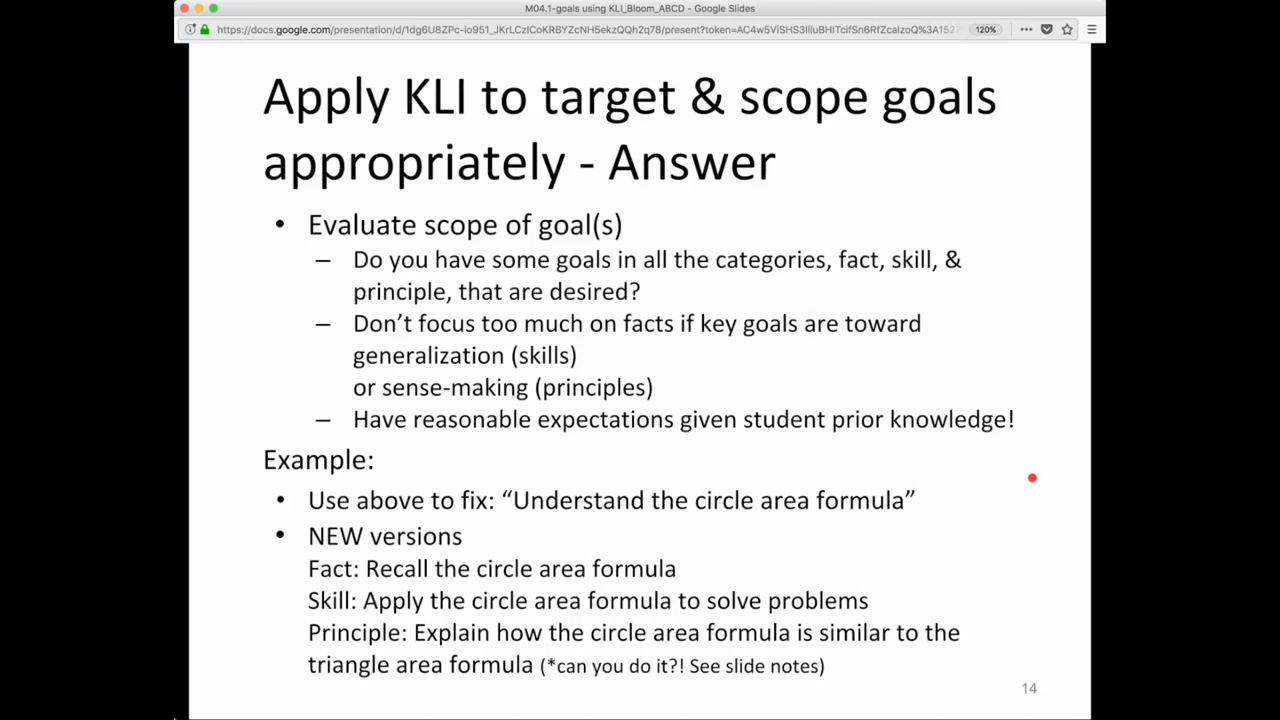 M04.1-goals using KLI_Bloom_ABCD - Google Slides
120%
Apply KLI to target & scope goals
appropriately - Answer
• Evaluate scope of goal(s)
– Do you have some goals in all the categories, fact, skill, &
principle, that are desired?
– Don’t focus too much on facts if key goals are toward
generalization (skills)
or sense-making (principles)
– Have reasonable expectations given student prior knowledge!
Example:
• Use above to fix: “Understand the circle area formula”
• NEW versions
Fact: Recall the circle area formula
Skill: Apply the circle area formula to solve problems
Principle: Explain how the circle area formula is similar to the
triangle area formula (*can you do it?! See slide notes)
14